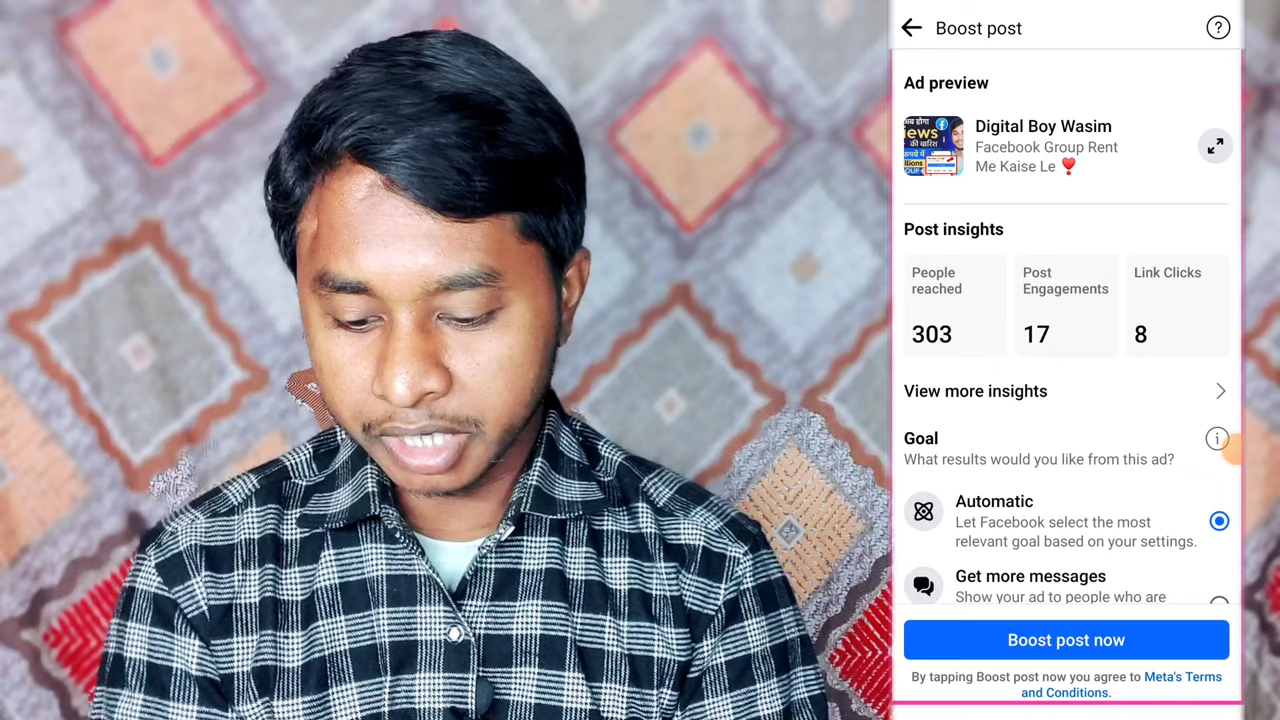 Boost post
Ad preview
अब होगा
iews
की बारिश
Digital Boy Wasim
Facebook Group Rent
Me Kaise Le
Post insights
People
reached
Post
Engagements
Link Clicks
303
17
8
View more insights
Goal
What results would you like from this ad?
Automatic
Let Facebook select the most
relevant goal based on your settings.
Get more messages
Show your ad to people who are
Boost post now
By tapping Boost post now you agree to Meta's Terms
and Conditions.